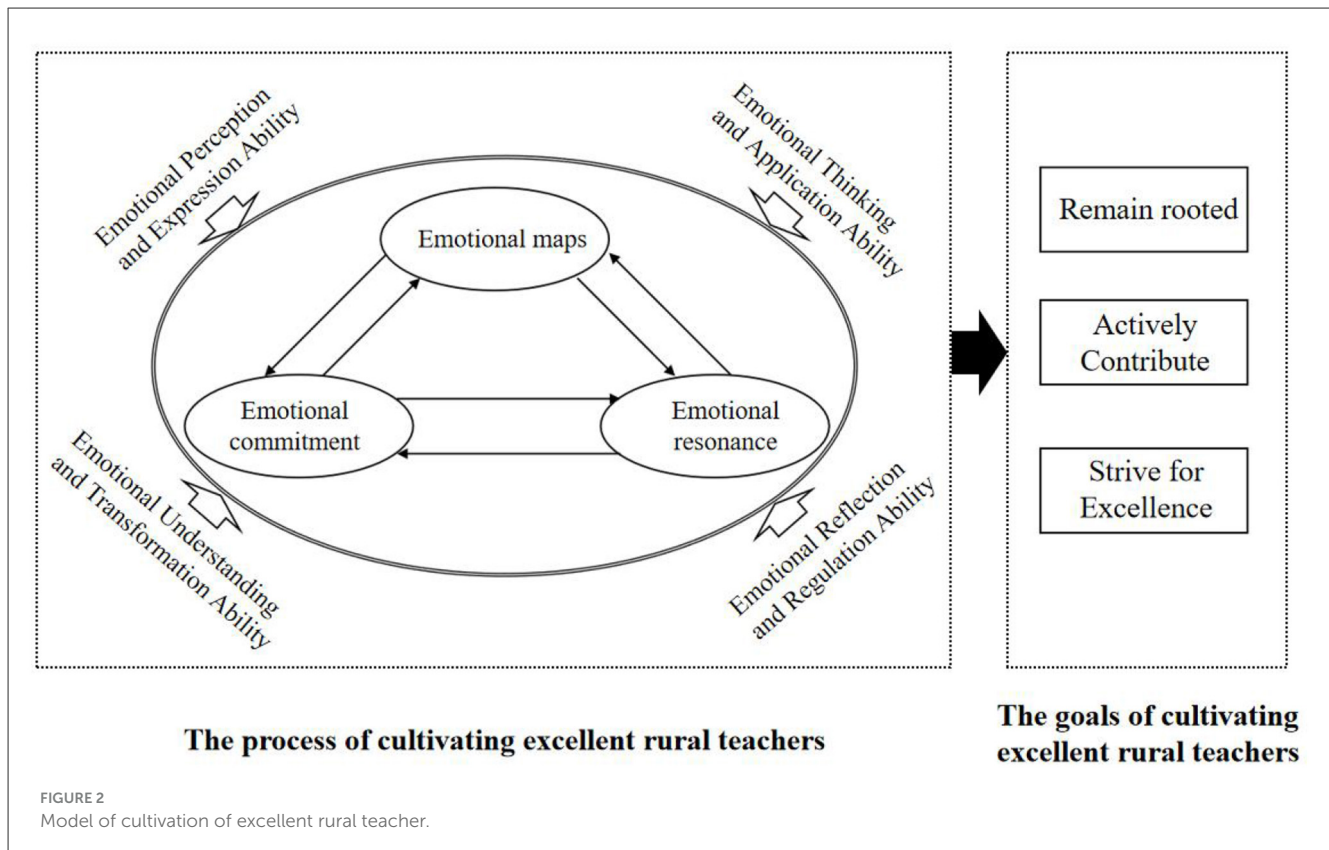 Emotional Perception
and Expression Ability
Emotional Thinking
and Application Ability
Emotional maps
Emotional
commitment
Emotional
resonance
Emotional Understanding
and Transformation Ability
Emotional Reflection
and Regulation Ability
Remain rooted
Actively
Contribute
Strive for
Excellence
The process of cultivating excellent rural teachers
The goals of cultivating
excellent rural teachers
FIGURE 2
Model of cultivation of excellent rural teacher.